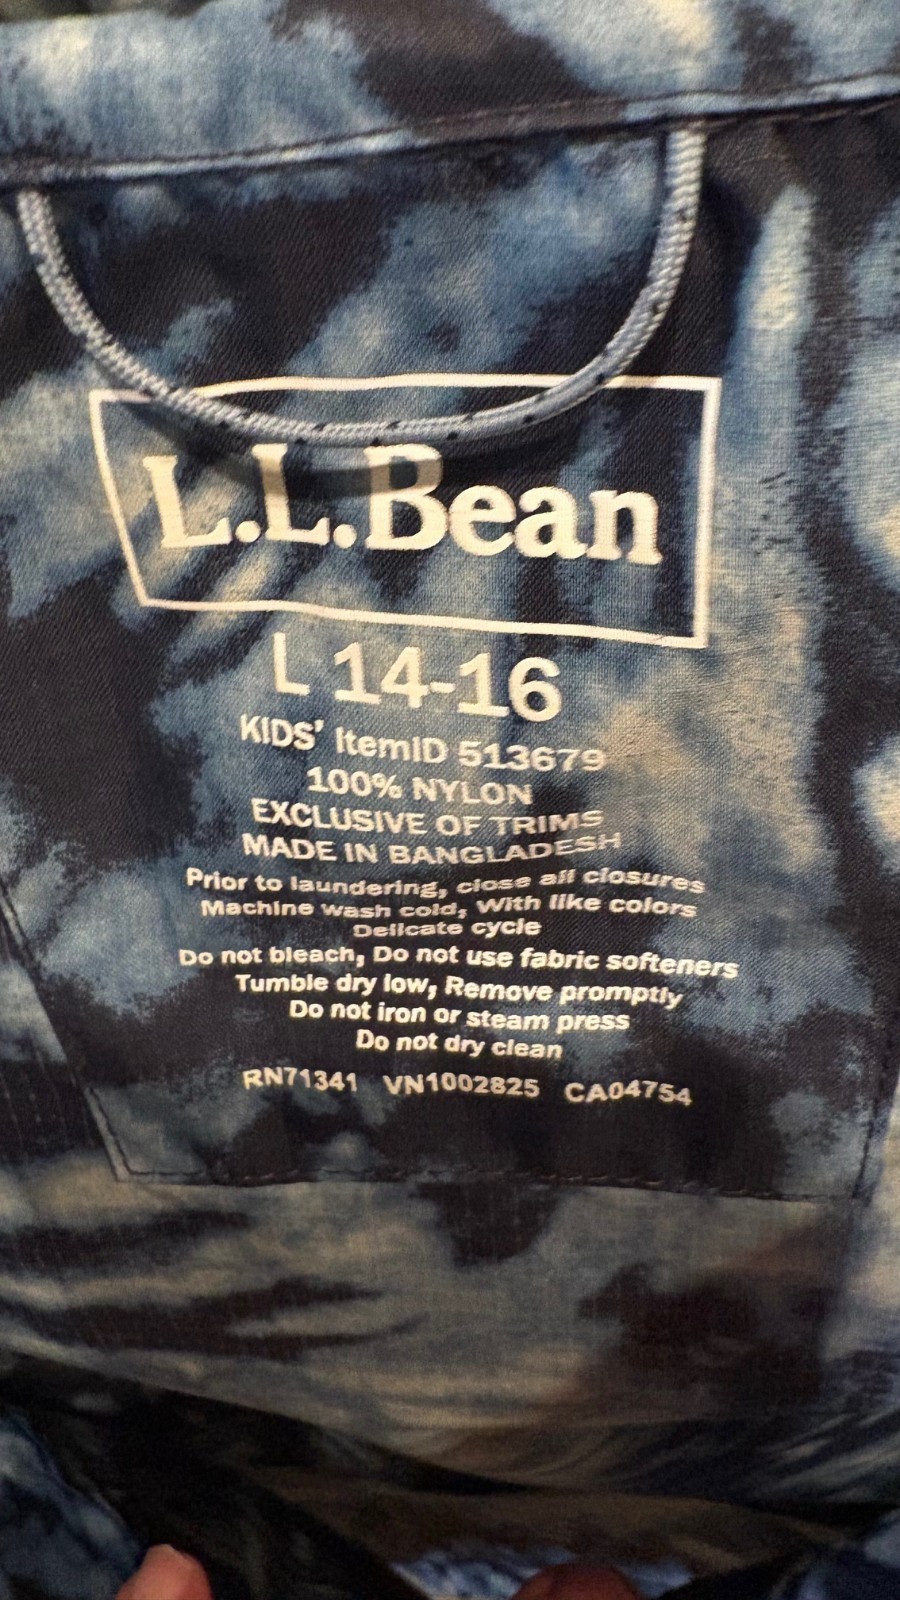 L.L.Bean
L 14-16
KIDS' ItemID 513679
100% NYLON
EXCLUSIVE OF TRIMS
MADE IN BANGLADESH
Prior to laundering, close all closures
Machine wash cold, With like colors
Delicate cycle
Do not bleach, Do not use fabric softeners
Tumble dry low, Remove promptly
Do not iron or steam press
Do not dry clean
RN71341 VN1002825 CA04754